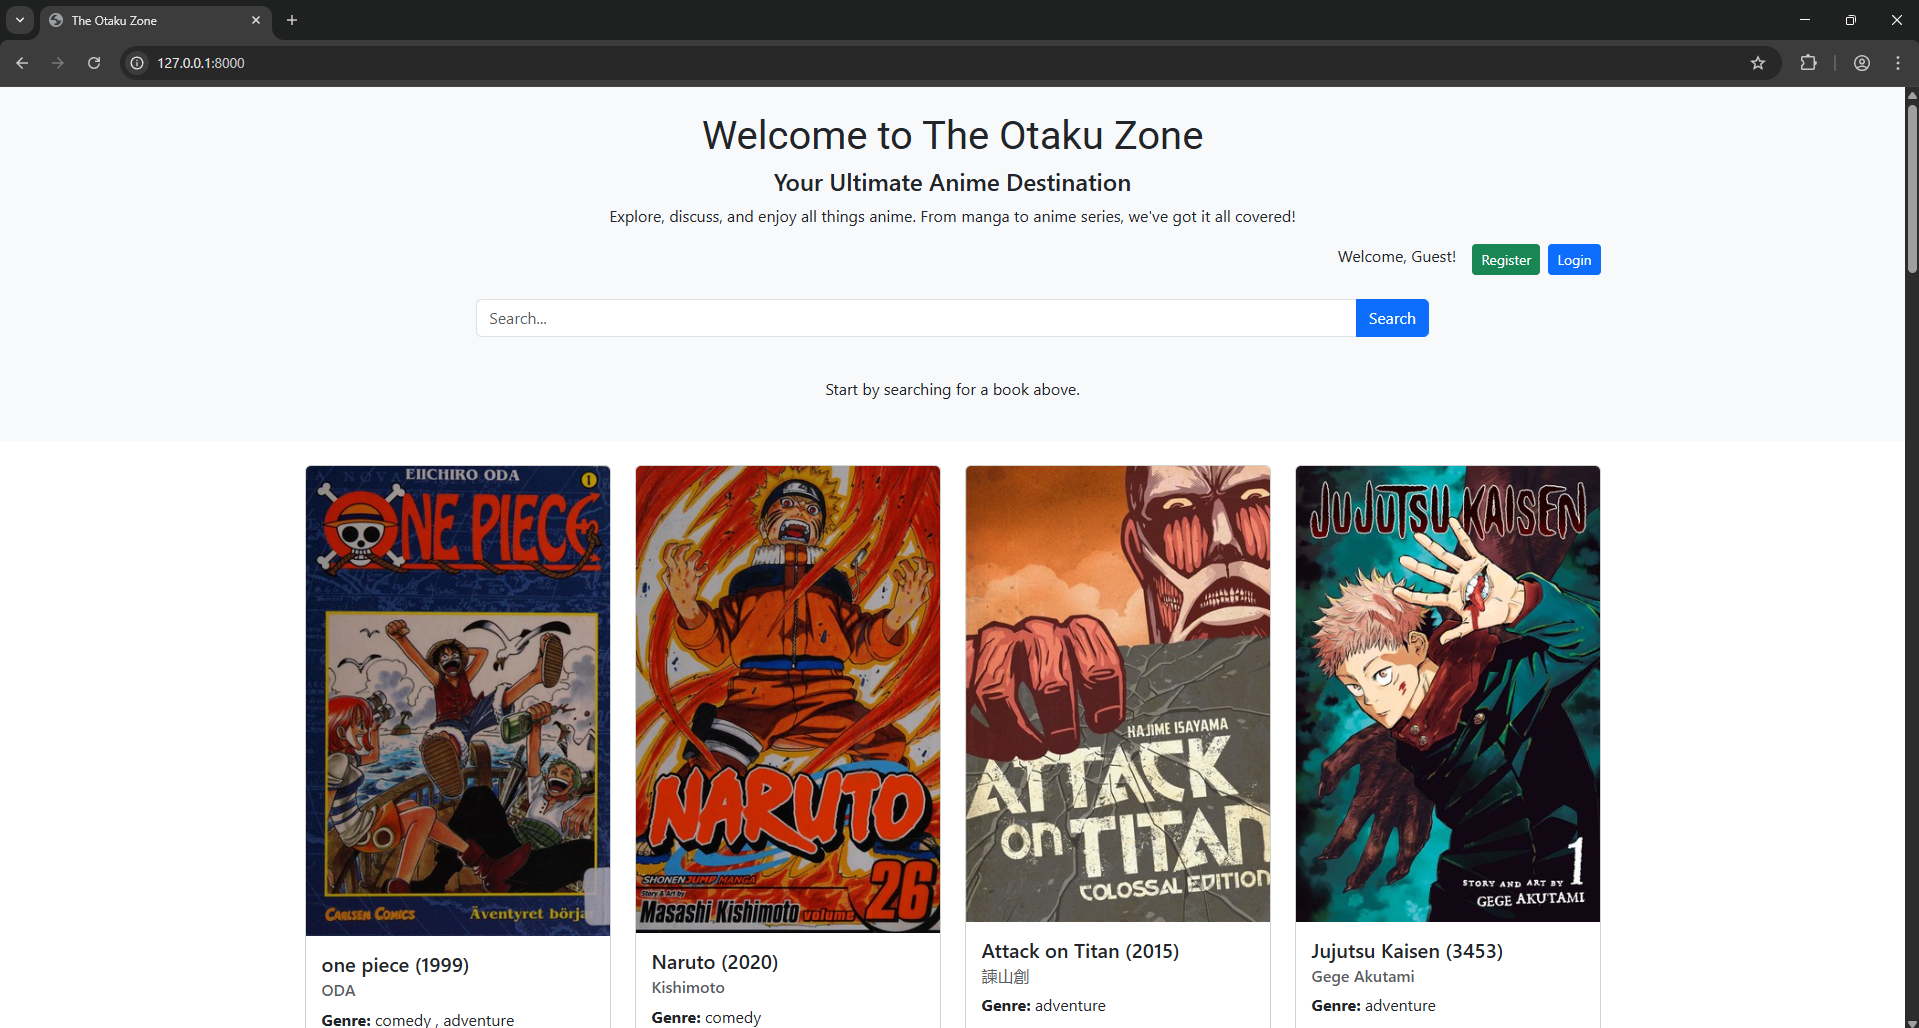 The Otaku Zone
127.0.0.1:8000
Welcome to The Otaku Zone
Your Ultimate Anime Destination
Explore, discuss, and enjoy all things anime. From manga to anime series, we've got it all covered!
Welcome, Guest!
Register
Login
Search...
Search
Start by searching for a book above.
EIICHIRO ODA
1
ONE PIECE
CARLSEN COMICS
Äventyret börja
one piece (1999)
ODA
Genre: comedy , adventure
NARUTO
SHONEN JUMP MANGA
Story & Art by
Masashi Kishimoto
volume
26
Naruto (2020)
Kishimoto
Genre: comedy
HAJIME ISAYAMA
ATTACK
on TITAN
COLOSSAL EDITION
Attack on Titan (2015)
諫山創
Genre: adventure
JUJUTSU KAISEN
1
STORY AND ART BY
GEGE AKUTAMI
Jujutsu Kaisen (3453)
Gege Akutami
Genre: adventure